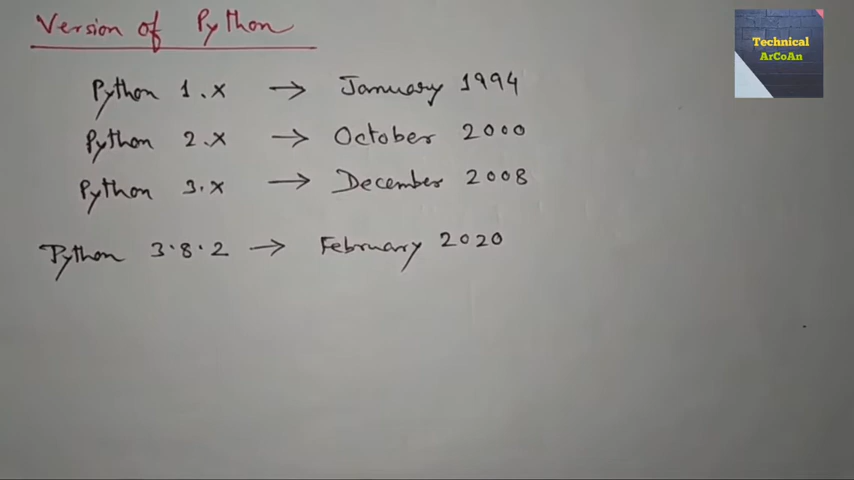 Version of Python
Technical
ArCoAn
Python 1.x → January 1994
Python 2.x → October 2000
Python 3.x → December 2008
Python 3.8.2 → February 2020